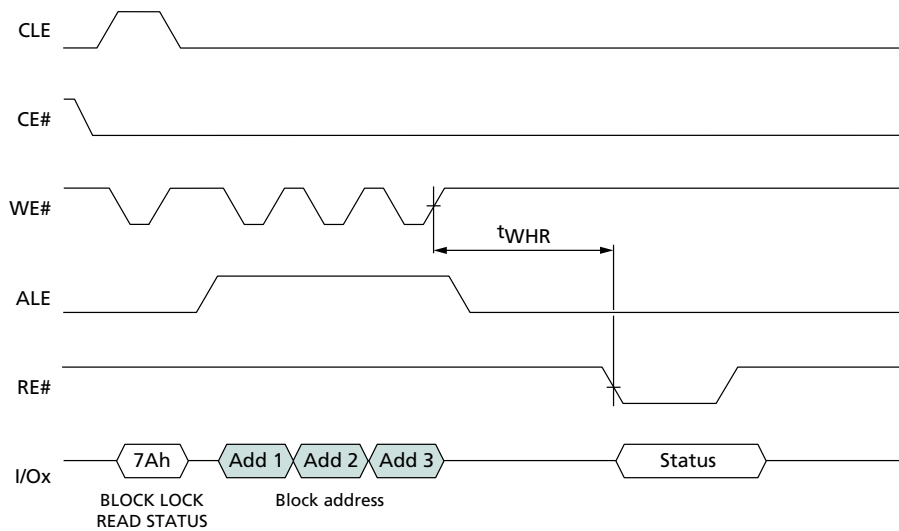 CLE
CE#
WE#
tWHR
ALE
RE#
I/Ox
7Ah
Add 1
Add 2
Add 3
Status
BLOCK LOCK
READ STATUS
Block address